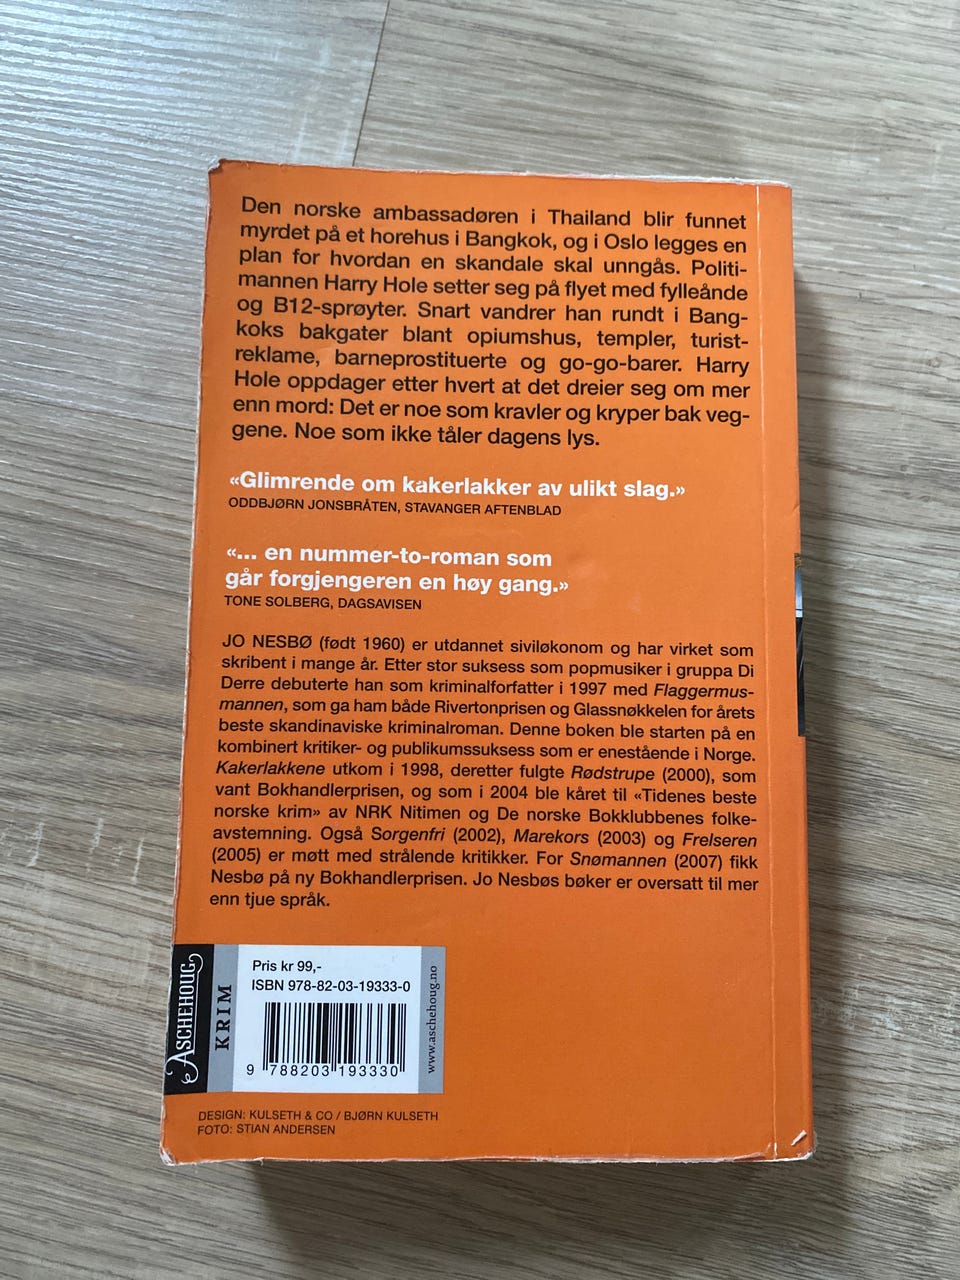 Den norske ambassadøren i Thailand blir funnet
myrdet på et horehus i Bangkok, og i Oslo legges en
plan for hvordan en skandale skal unngås. Politi-
mannen Harry Hole setter seg på flyet med fylleånde
og B12-sprøyter. Snart vandrer han rundt i Bang-
koks bakgater blant opiumshus, templer, turist-
reklame, barneprostituerte og go-go-barer. Harry
Hole oppdager etter hvert at det dreier seg om mer
enn mord: Det er noe som kravler og kryper bak veg-
gene. Noe som ikke tåler dagens lys.
«Glimrende om kakerlakker av ulikt slag.»
ODDBJØRN JONSBRÅTEN, STAVANGER AFTENBLAD
«... en nummer-to-roman som
går forgjengeren en høy gang.»
TONE SOLBERG, DAGSAVISEN
JO NESBØ (født 1960) er utdannet siviløkonom og har virket som
skribent i mange år. Etter stor suksess som popmusiker i gruppa Di
Derre debuterte han som kriminalforfatter i 1997 med Flaggermus-
mannen, som ga ham både Rivertonprisen og Glassnøkkelen for årets
beste skandinaviske kriminalroman. Denne boken ble starten på en
kombinert kritiker- og publikumssuksess som er enestående i Norge.
Kakerlakkene utkom i 1998, deretter fulgte Rødstrupe (2000), som
vant Bokhandlerprisen, og som i 2004 ble kåret til «Tidenes beste
norske krim» av NRK Nitimen og De norske Bokklubbenes folke-
avstemning. Også Sorgenfri (2002), Marekors (2003) og Frelseren
(2005) er møtt med strålende kritikker. For Snømannen (2007) fikk
Nesbø på ny Bokhandlerprisen. Jo Nesbøs bøker er oversatt til mer
enn tjue språk.
ASCHEHOUG
KRIM
Pris kr 99,-
ISBN 978-82-03-19333-0
9 788203 193330
www.aschehoug.no
DESIGN: KULSETH & CO / BJØRN KULSETH
FOTO: STIAN ANDERSEN